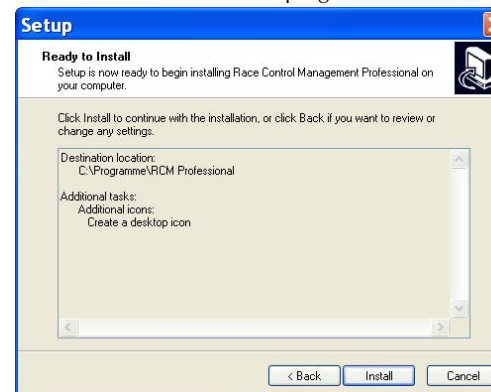 Setup
Ready to Install
Setup is now ready to begin installing Race Control Management Professional on
your computer.
Click Install to continue with the installation, or click Back if you want to review or
change any settings.
Destination location:
C:\Programme\RCM Professional
Additional tasks:
Additional icons:
Create a desktop icon
< Back
Install
Cancel